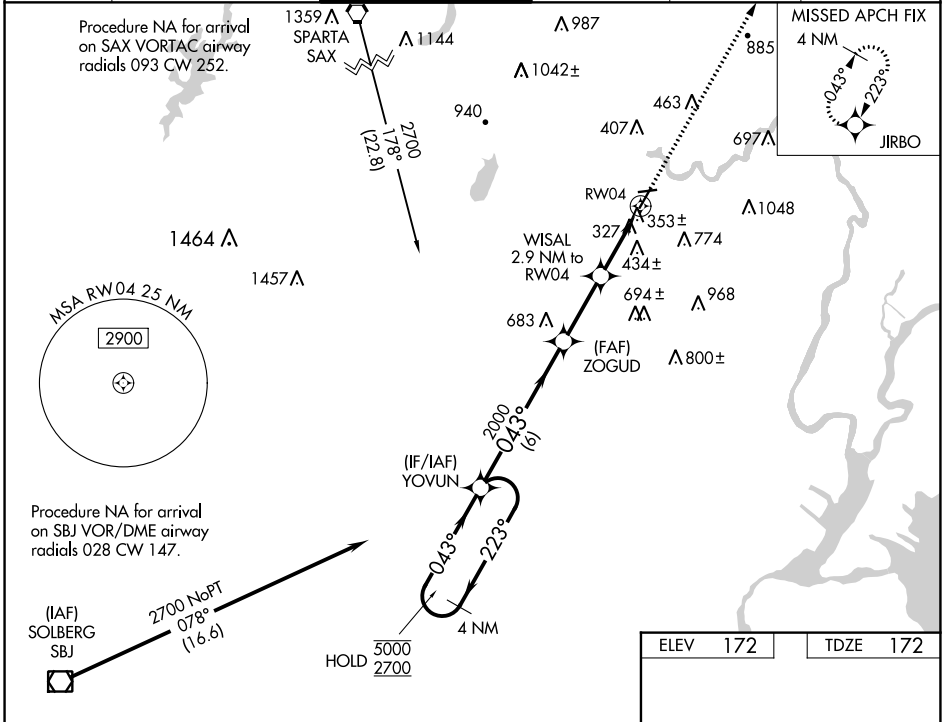 Procedure NA for arrival
on SAX VORTAC airway
radials 093 CW 252.
1359
SPARTA
SAX
1144
987
1042±
885
MISSED APCH FIX
4 NM
043°
223°
JIRBO
940
463
407
697
2700
178°
(22.8)
RW04
353±
1048
327
774
434±
1464
1457
WISAL
2.9 NM to
RW04
694±
968
683
(FAF)
ZOGUD
800±
MSA RW04 25 NM
2900
2000
043°
(6)
(IF/IAF)
YOVUN
043°
223°
4 NM
HOLD
5000
2700
Procedure NA for arrival
on SBJ VOR/DME airway
radials 028 CW 147.
2700 NoPT
078°
(16.6)
(IAF)
SOLBERG
SBJ
ELEV 172
TDZE 172